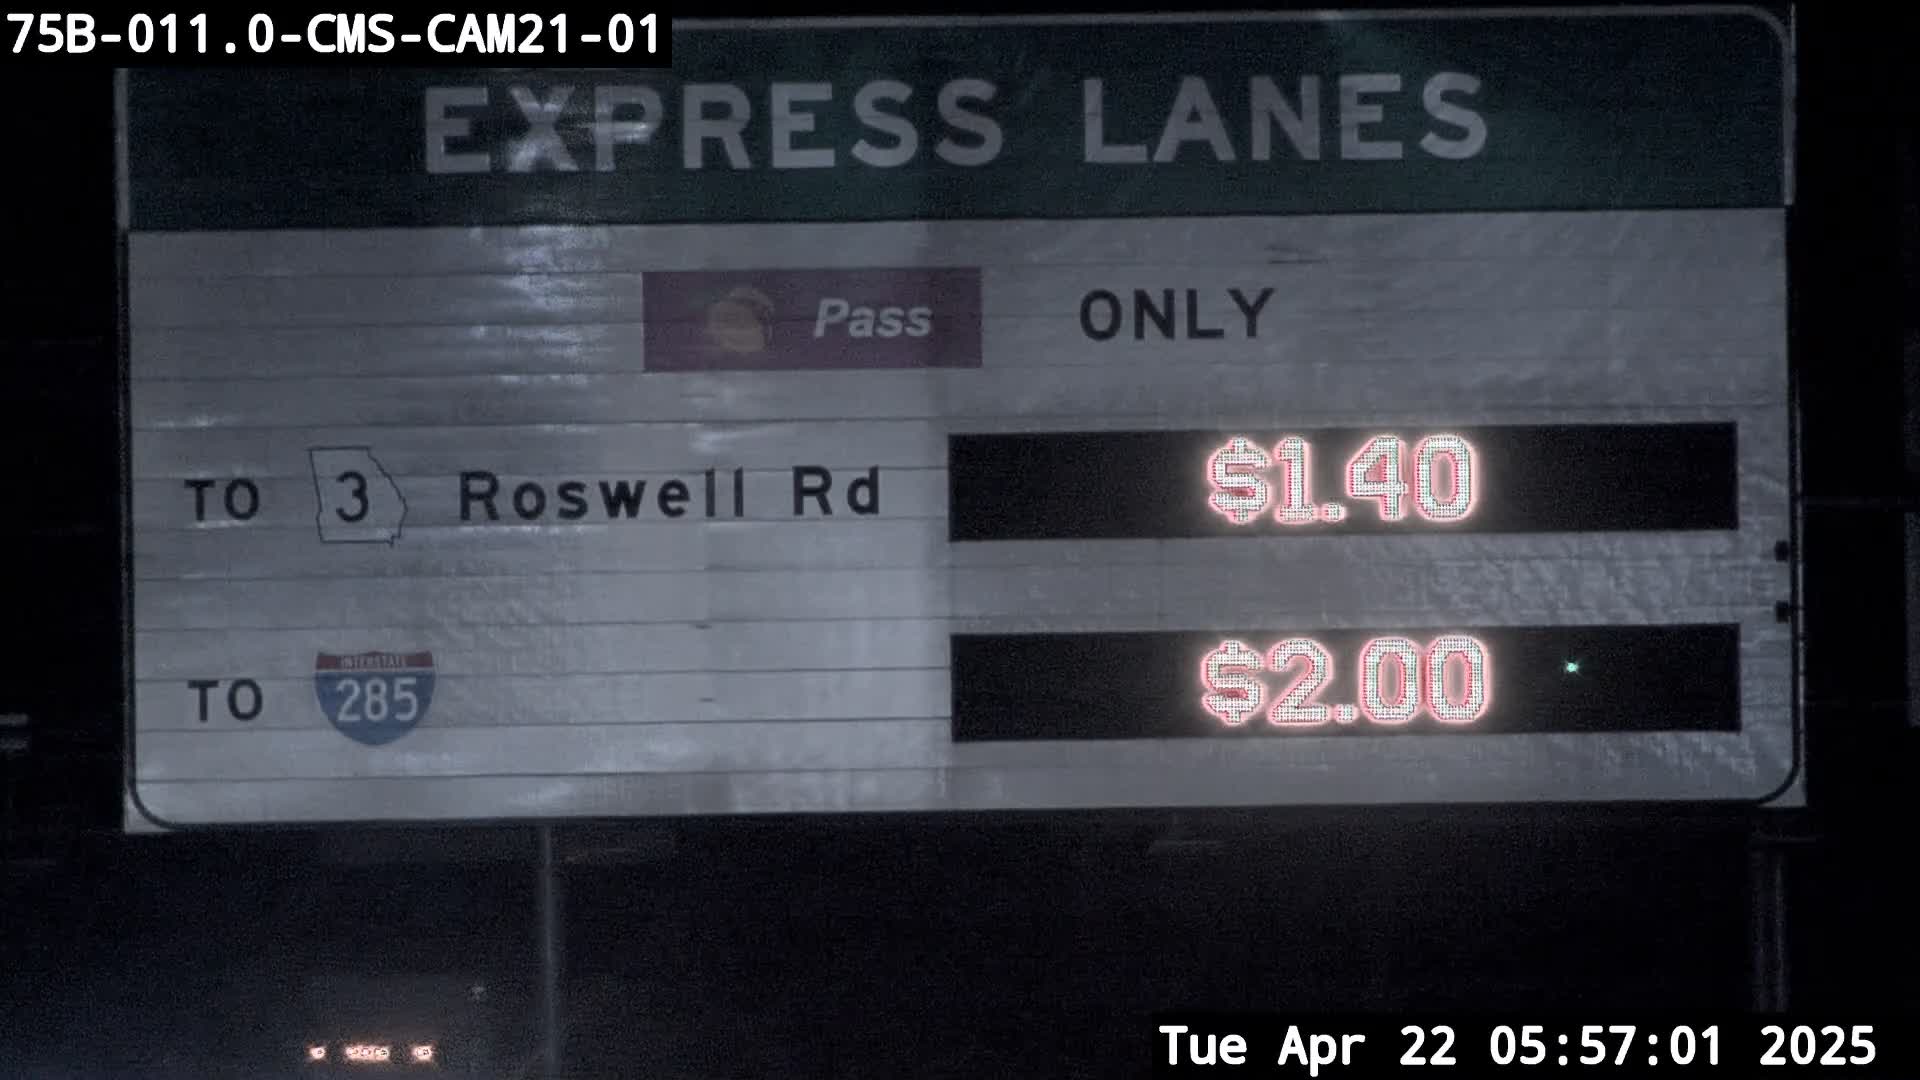 75B-011.0-CMS-CAM21-01
EXPRESS LANES
Pass ONLY
TO 3 Roswell Rd $1.40
INTERSTATE
TO 285 $2.00
Tue Apr 22 05:57:01 2025